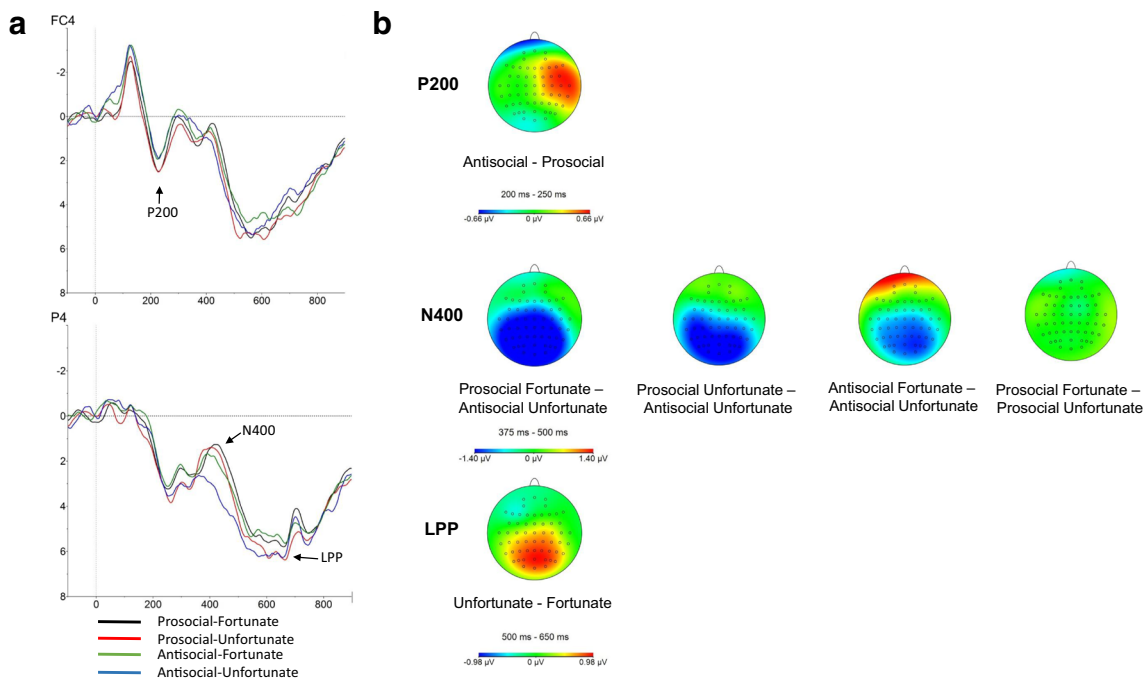 a
FC4
-2
0
2
4
6
8
0
200
400
600
800
P200
P4
-2
0
2
4
6
8
0
200
400
600
800
N400
LPP
Prosocial-Fortunate
Prosocial-Unfortunate
Antisocial-Fortunate
Antisocial-Unfortunate
b
P200
Antisocial - Prosocial
200 ms - 250 ms
-0.66 µV 0 µV 0.66 µV
N400
Prosocial Fortunate –
Antisocial Unfortunate
Prosocial Unfortunate –
Antisocial Unfortunate
Antisocial Fortunate –
Antisocial Unfortunate
Prosocial Fortunate –
Prosocial Unfortunate
375 ms - 500 ms
-1.40 µV 0 µV 1.40 µV
LPP
Unfortunate - Fortunate
500 ms - 650 ms
-0.98 µV 0 µV 0.98 µV